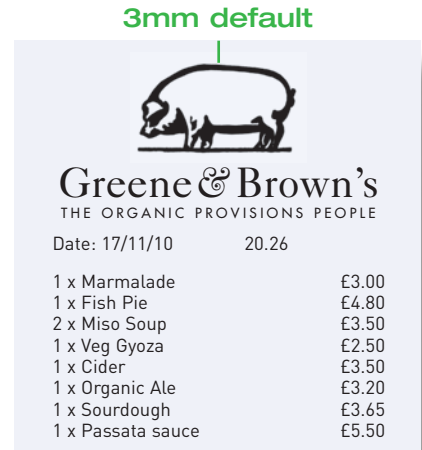 3mm default
Greene & Brown's
THE ORGANIC PROVISIONS PEOPLE
Date: 17/11/10 20.26
1 x Marmalade £3.00
1 x Fish Pie £4.80
2 x Miso Soup £3.50
1 x Veg Gyoza £2.50
1 x Cider £3.50
1 x Organic Ale £3.20
1 x Sourdough £3.65
1 x Passata sauce £5.50